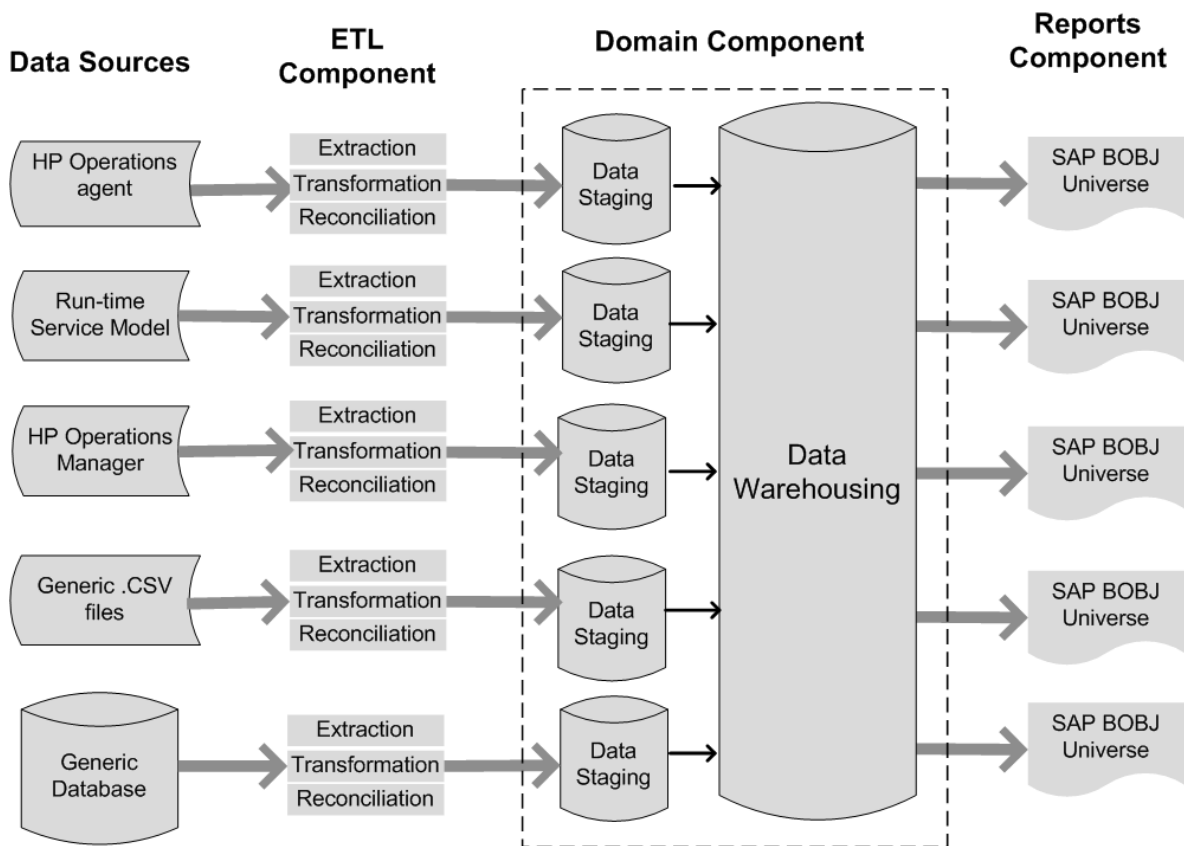 Data Sources
ETL
Component
Domain Component
Reports
Component
HP Operations
agent
Extraction
Transformation
Reconciliation
Data
Staging
SAP BOBJ
Universe
Run-time
Service Model
Extraction
Transformation
Reconciliation
Data
Staging
SAP BOBJ
Universe
HP Operations
Manager
Extraction
Transformation
Reconciliation
Data
Staging
Data
Warehousing
SAP BOBJ
Universe
Generic .CSV
files
Extraction
Transformation
Reconciliation
Data
Staging
SAP BOBJ
Universe
Generic
Database
Extraction
Transformation
Reconciliation
Data
Staging
SAP BOBJ
Universe